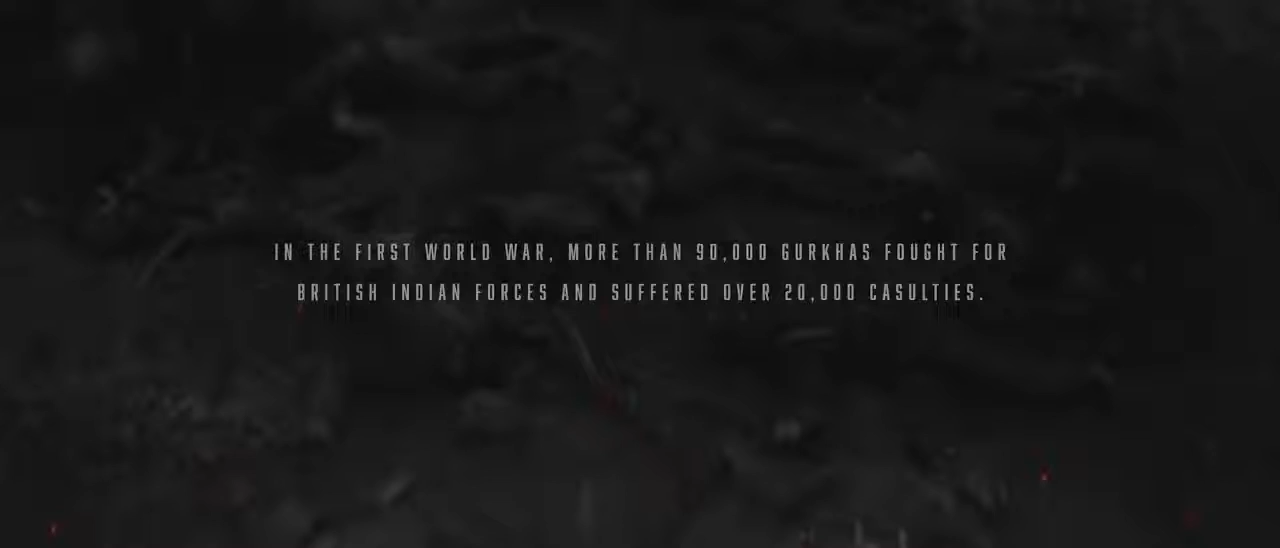 IN THE FIRST WORLD WAR, MORE THAN 90,000 GURKHAS FOUGHT FOR
BRITISH INDIAN FORCES AND SUFFERED OVER 20,000 CASULTIES.